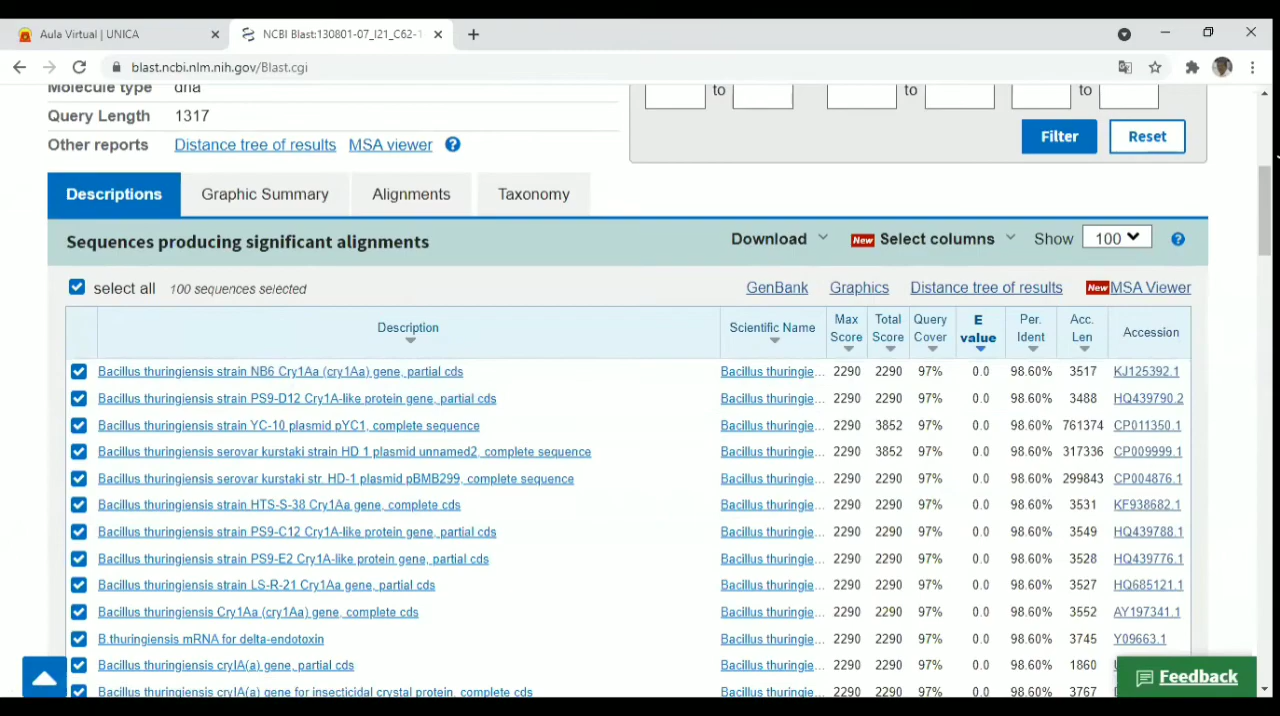 Aula Virtual | UNICA
NCBI Blast:130801-07_I21_C62-1
blast.ncbi.nlm.nih.gov/Blast.cgi
Molecule type dna
to to to
Query Length 1317
Filter Reset
Other reports Distance tree of results MSA viewer ?
Descriptions Graphic Summary Alignments Taxonomy
Sequences producing significant alignments Download New Select columns Show 100 ?
select all 100 sequences selected GenBank Graphics Distance tree of results New MSA Viewer
Description Scientific Name Max Score Total Score Query Cover E value Per. Ident Acc. Len Accession
Bacillus thuringiensis strain NB6 Cry1Aa (cry1Aa) gene, partial cds Bacillus thuringie... 2290 2290 97% 0.0 98.60% 3517 KJ125392.1
Bacillus thuringiensis strain PS9-D12 Cry1A-like protein gene, partial cds Bacillus thuringie... 2290 2290 97% 0.0 98.60% 3488 HQ439790.2
Bacillus thuringiensis strain YC-10 plasmid pYC1, complete sequence Bacillus thuringie... 2290 3852 97% 0.0 98.60% 761374 CP011350.1
Bacillus thuringiensis serovar kurstaki strain HD 1 plasmid unnamed2, complete sequence Bacillus thuringie... 2290 3852 97% 0.0 98.60% 317336 CP009999.1
Bacillus thuringiensis serovar kurstaki str. HD-1 plasmid pBMB299, complete sequence Bacillus thuringie... 2290 2290 97% 0.0 98.60% 299843 CP004876.1
Bacillus thuringiensis strain HTS-S-38 Cry1Aa gene, complete cds Bacillus thuringie... 2290 2290 97% 0.0 98.60% 3531 KF938682.1
Bacillus thuringiensis strain PS9-C12 Cry1A-like protein gene, partial cds Bacillus thuringie... 2290 2290 97% 0.0 98.60% 3549 HQ439788.1
Bacillus thuringiensis strain PS9-E2 Cry1A-like protein gene, partial cds Bacillus thuringie... 2290 2290 97% 0.0 98.60% 3528 HQ439776.1
Bacillus thuringiensis strain LS-R-21 Cry1Aa gene, partial cds Bacillus thuringie... 2290 2290 97% 0.0 98.60% 3527 HQ685121.1
Bacillus thuringiensis Cry1Aa (cry1Aa) gene, complete cds Bacillus thuringie... 2290 2290 97% 0.0 98.60% 3552 AY197341.1
B.thuringiensis mRNA for delta-endotoxin Bacillus thuringie... 2290 2290 97% 0.0 98.60% 3745 Y09663.1
Bacillus thuringiensis cryIA(a) gene, partial cds Bacillus thuringie... 2290 2290 97% 0.0 98.60% 1860
Bacillus thuringiensis cryIA(a) gene for insecticidal crystal protein, complete cds Bacillus thuringie... 2290 2290 97% 0.0 98.60% 3767
Feedback